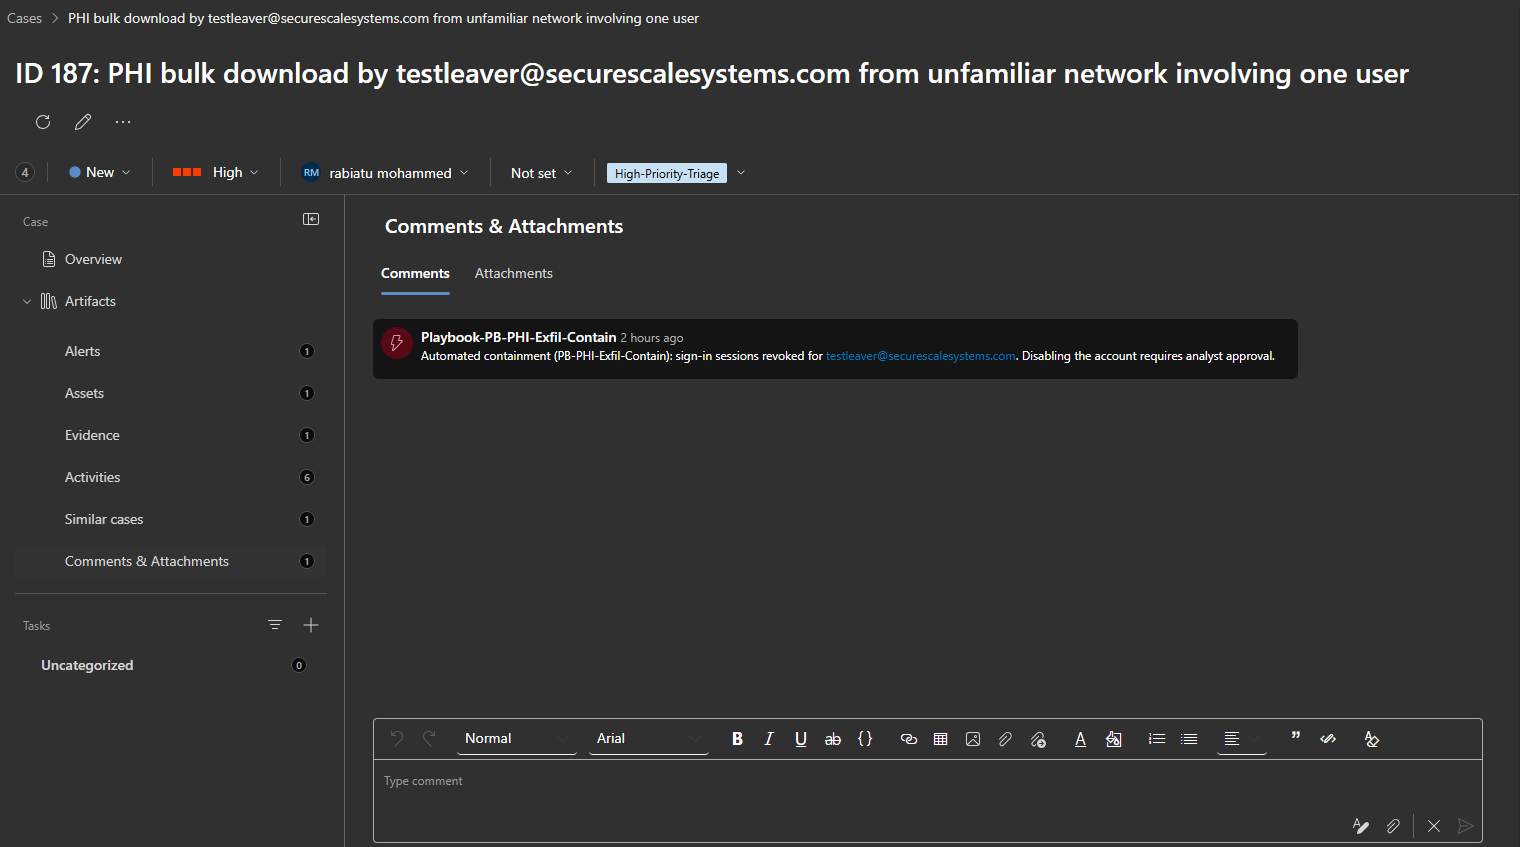 Cases > PHI bulk download by testleaver@securescalesystems.com from unfamiliar network involving one user
ID 187: PHI bulk download by testleaver@securescalesystems.com from unfamiliar network involving one user
4 New High RM rabiatu mohammed Not set High-Priority-Triage
Case
Overview
Artifacts
Alerts 1
Assets 1
Evidence 1
Activities 6
Similar cases 1
Comments & Attachments 1
Tasks
Uncategorized 0
Comments & Attachments
Comments Attachments
Playbook-PB-PHI-Exfil-Contain 2 hours ago
Automated containment (PB-PHI-Exfil-Contain): sign-in sessions revoked for testleaver@securescalesystems.com. Disabling the account requires analyst approval.
Normal Arial B I U ab {} A
Type comment